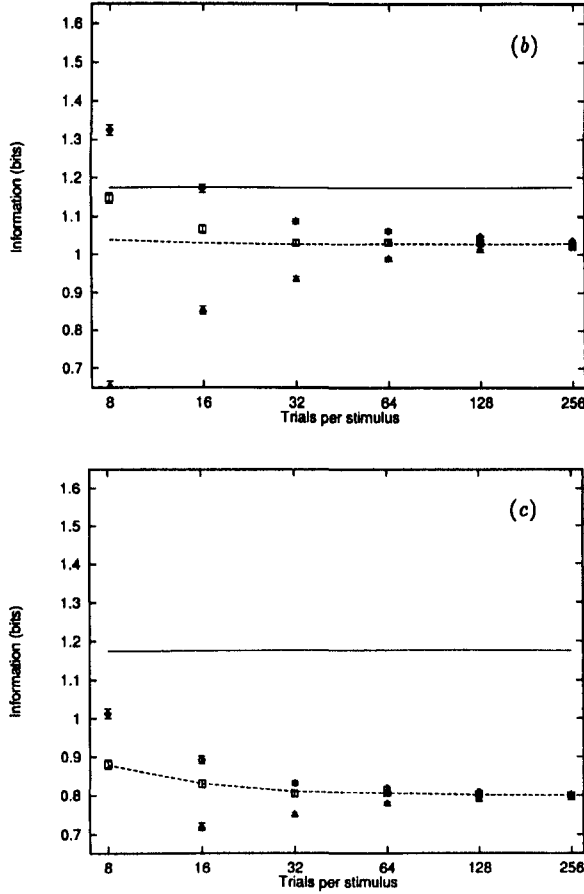 1.6
(b)
1.5
1.4
1.3
1.2
1.1
1
0.9
0.8
0.7
Information (bits)
8 16 32 64 128 256
Trials per stimulus
1.6
(c)
1.5
1.4
1.3
1.2
1.1
1
0.9
0.8
0.7
Information (bits)
8 16 32 64 128 256
Trials per stimulus